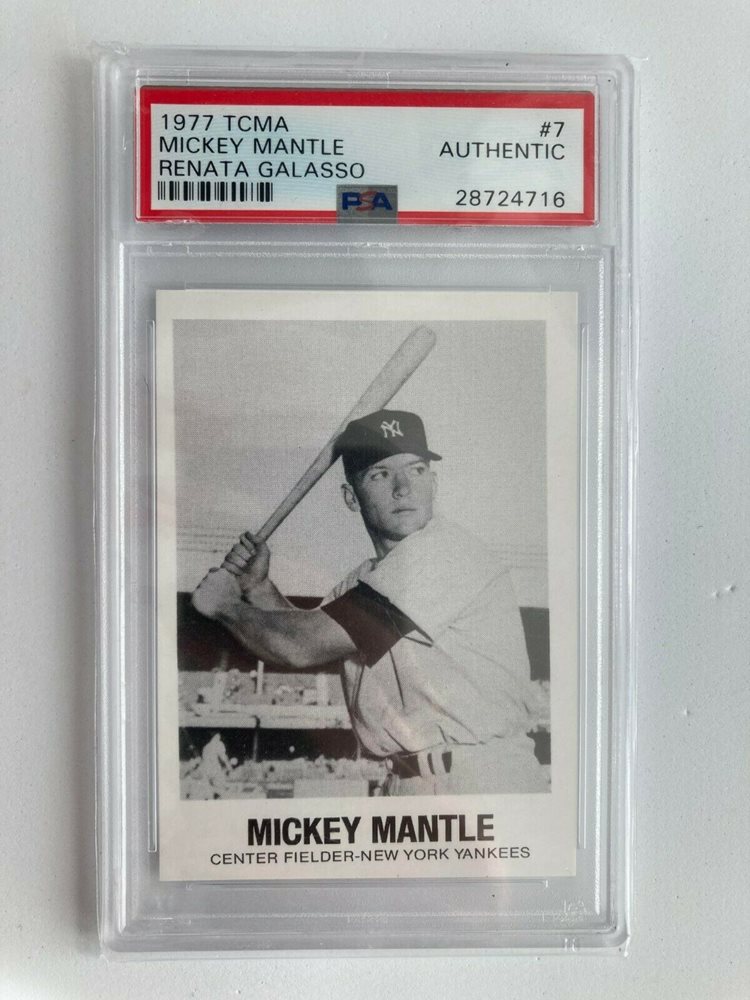 1977 TCMA
MICKEY MANTLE
RENATA GALASSO
#7
AUTHENTIC
28724716
PSA
NY
MICKEY MANTLE
CENTER FIELDER-NEW YORK YANKEES